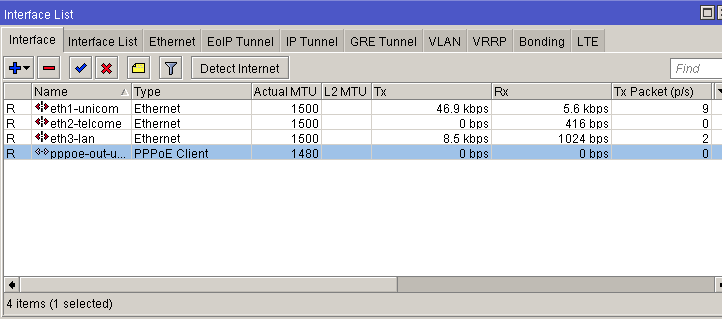 Interface List
Interface Interface List Ethernet EoIP Tunnel IP Tunnel GRE Tunnel VLAN VRRP Bonding LTE
Detect Internet Find
Name Type Actual MTU L2 MTU Tx Rx Tx Packet (p/s)
R eth1-unicom Ethernet 1500 46.9 kbps 5.6 kbps 9
R eth2-telcome Ethernet 1500 0 bps 416 bps 0
R eth3-lan Ethernet 1500 8.5 kbps 1024 bps 2
R pppoe-out-u... PPPoE Client 1480 0 bps 0 bps 0
4 items (1 selected)